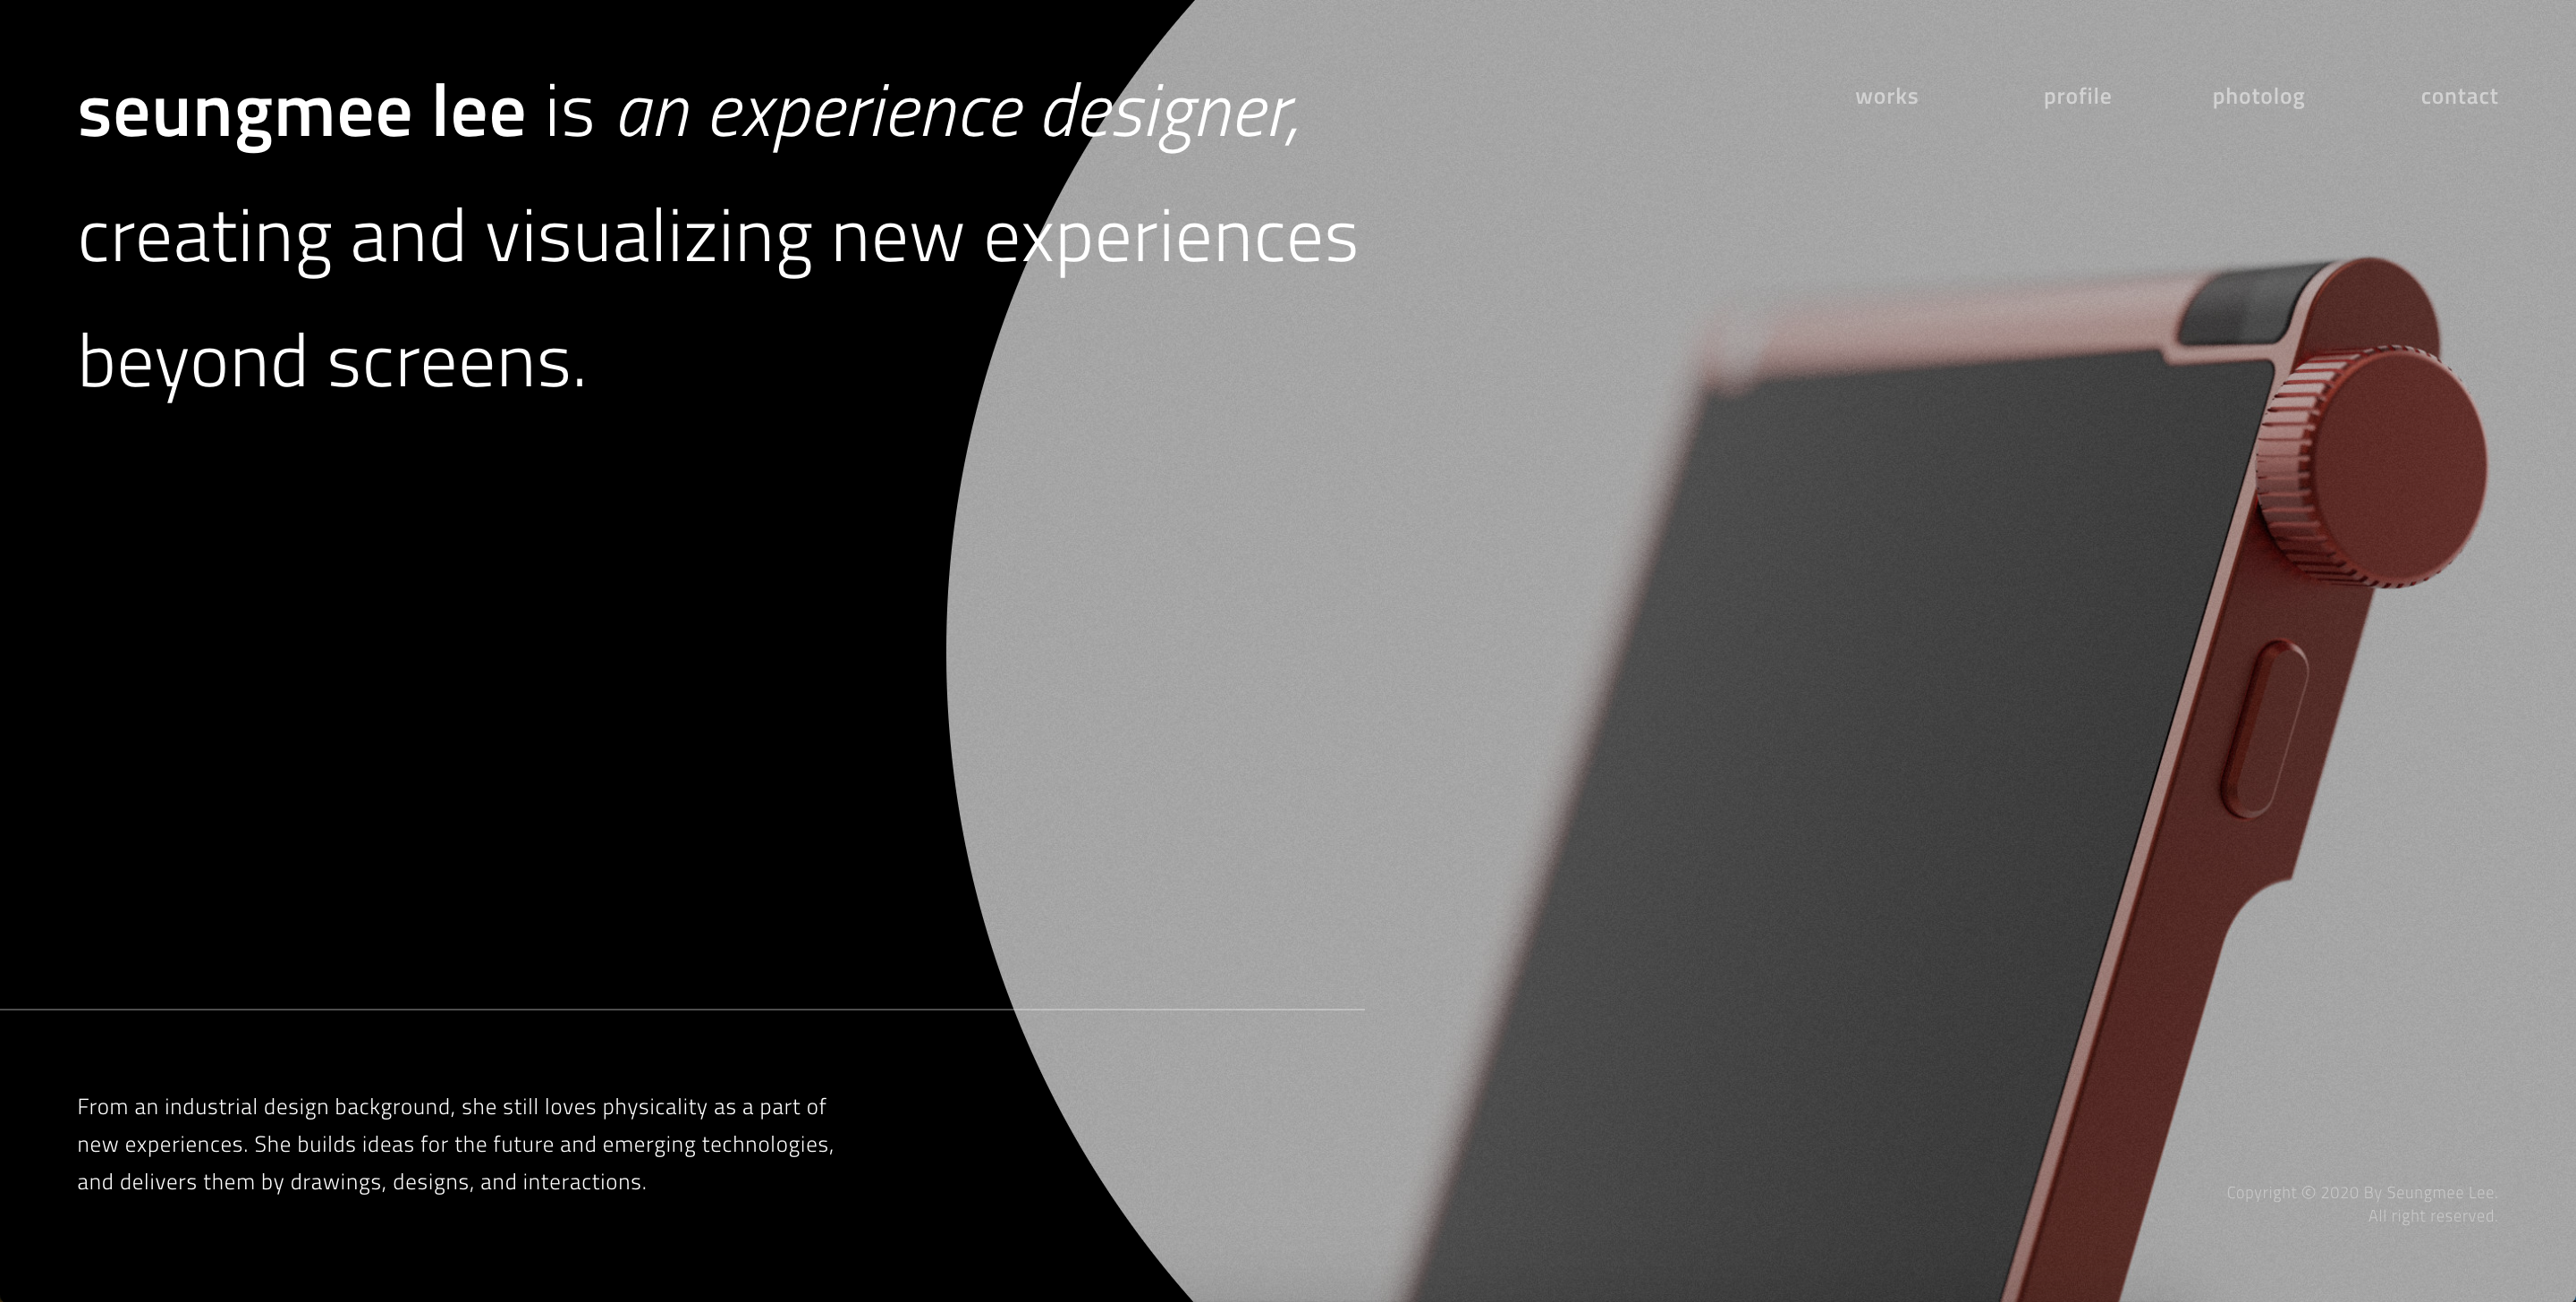 seungmee lee is an experience designer,
creating and visualizing new experiences
beyond screens.
works
profile
photolog
contact
From an industrial design background, she still loves physicality as a part of
new experiences. She builds ideas for the future and emerging technologies,
and delivers them by drawings, designs, and interactions.
Copyright © 2020 By Seungmee Lee.
All right reserved.